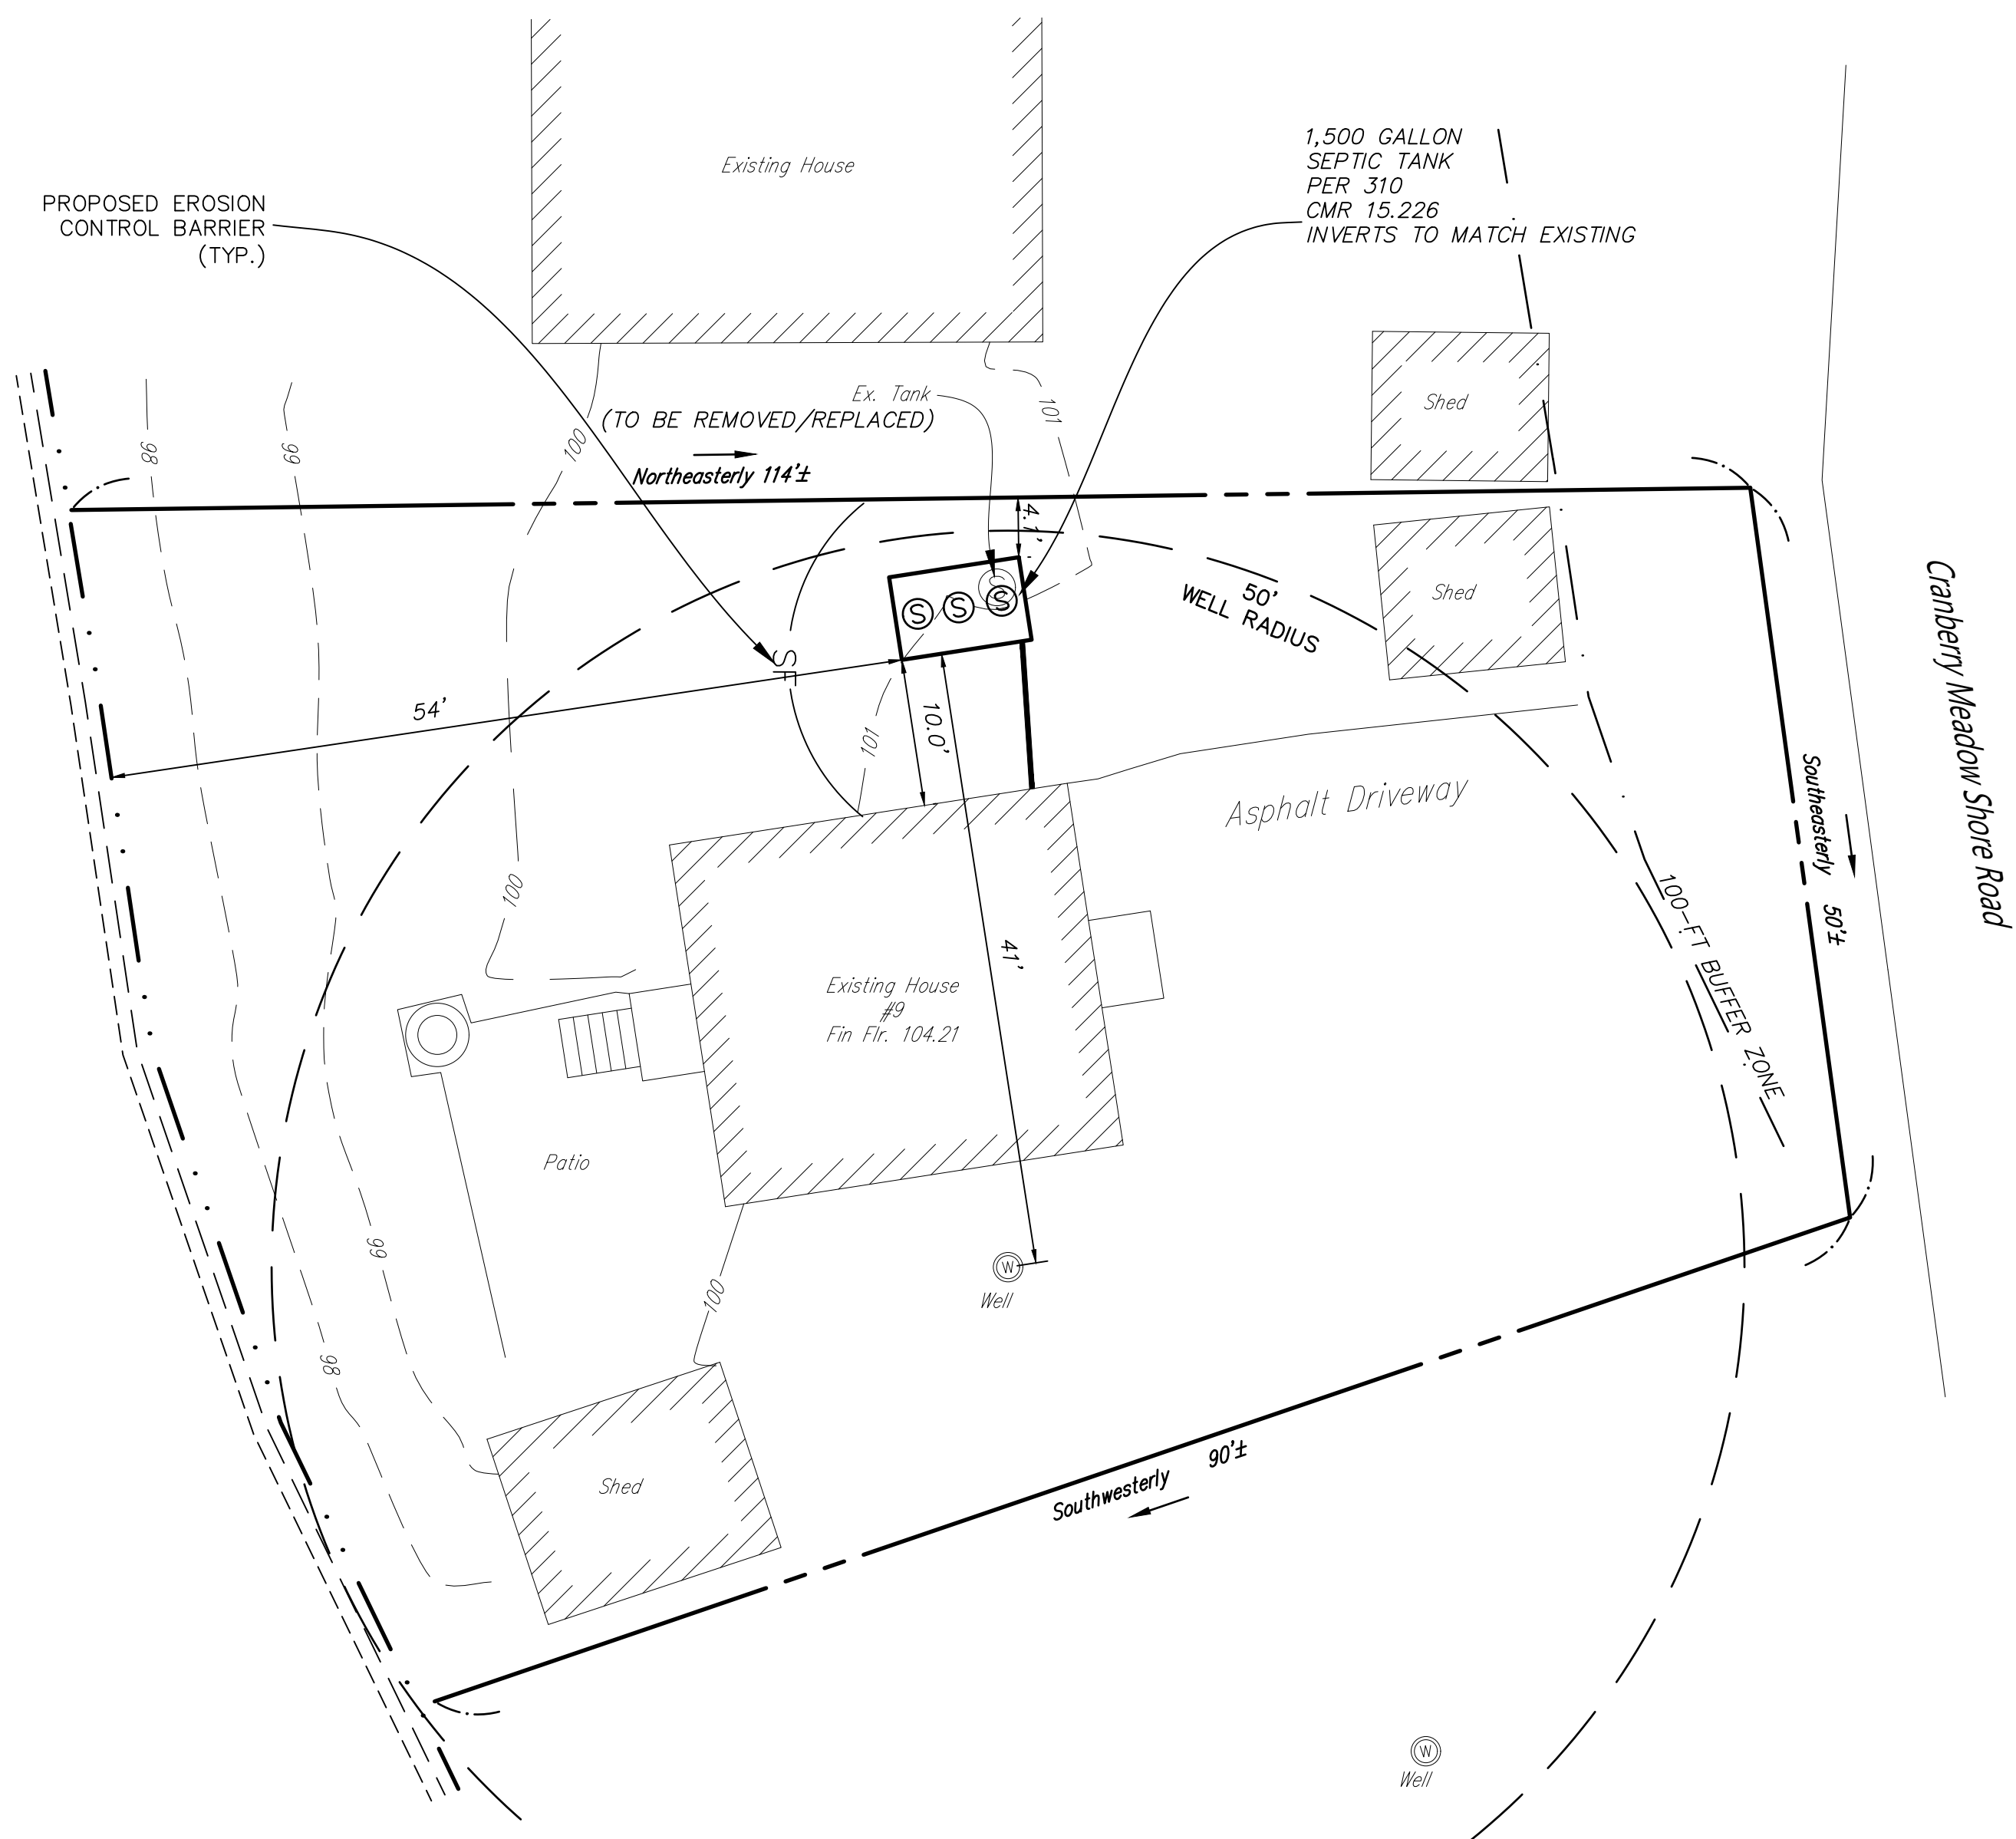 Existing House
1,500 GALLON
SEPTIC TANK
PER 310
CMR 15.226
INVERTS TO MATCH EXISTING
PROPOSED EROSION
CONTROL BARRIER
(TYP.)
Ex. Tank
(TO BE REMOVED/REPLACED)
101
Shed
98
99
100
Northeasterly 114'±
4.1'
Shed
50'
WELL RADIUS
S
S
S
SF
54'
10.0'
101
Cranberry Meadow Shore Road
Asphalt Driveway
Southeasterly 50'±
100
100-FT BUFFER ZONE
41'
Existing House
#9
Fin Flr. 104.21
Patio
99
W
Well
100
98
Shed
Southwesterly 90'±
W
Well